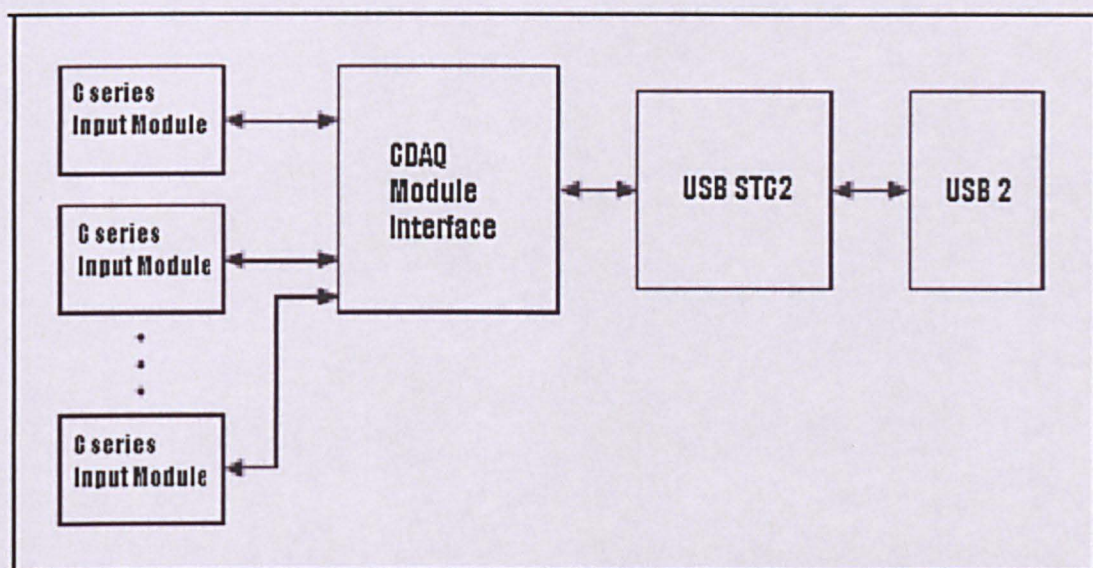 C series
Input Module
CDAQ
Module
Interface
USB STC2
USB 2
C series
Input Module
C series
Input Module